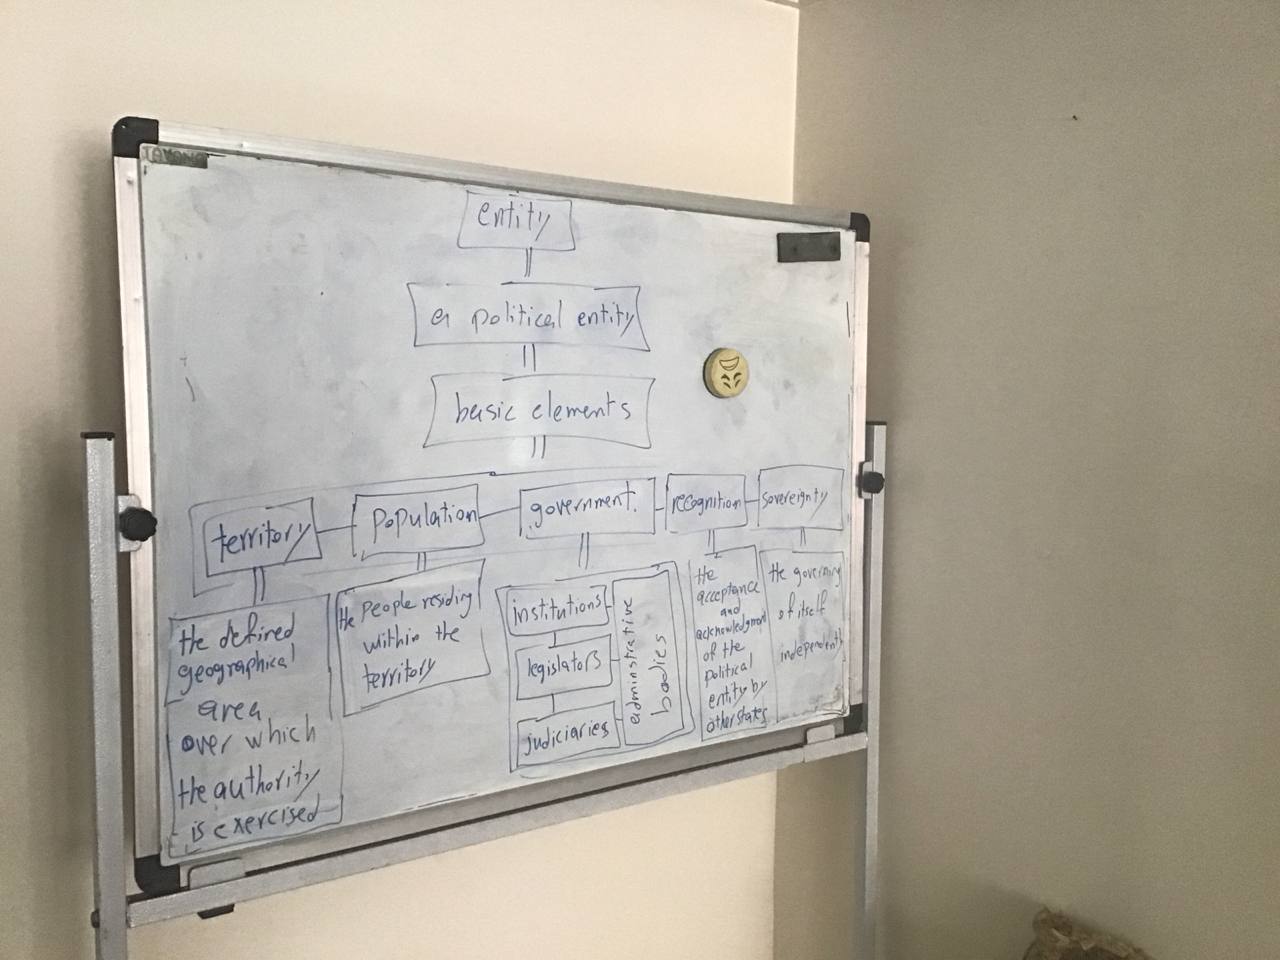 TAVANA
entity
a political entity
basic elements
territory
population
government.
recognition
sovereignty
the defined
geographical
area
over which
the authority
is exercised
the people residing
within the
territory
institutions
legislators
judiciaries
adminstrative
bodies
the
acceptance
and
acknowledgment
of the
political
entity by
other states
the governing
of itself
independently